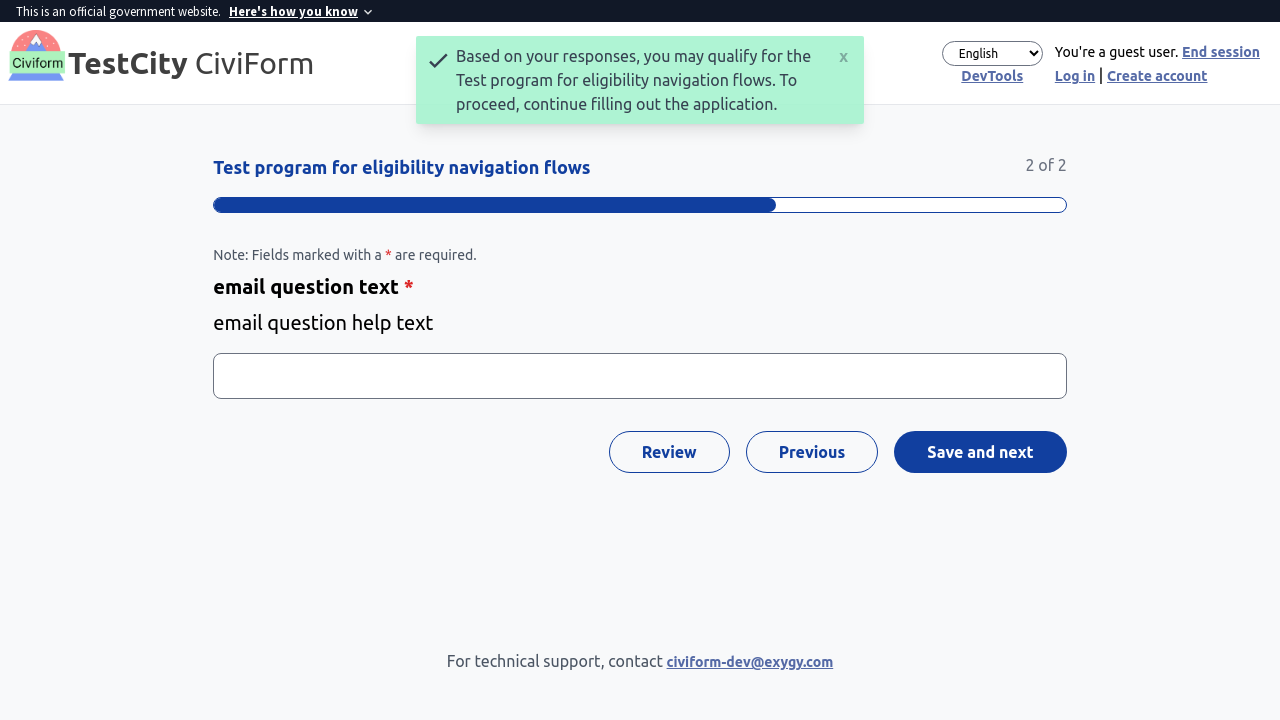 This is an official government website. Here's how you know
Civiform
TestCity CiviForm
Based on your responses, you may qualify for the
Test program for eligibility navigation flows. To
proceed, continue filling out the application.
x
English
You're a guest user. End session
DevTools
Log in | Create account
Test program for eligibility navigation flows
2 of 2
Note: Fields marked with a * are required.
email question text *
email question help text
Review
Previous
Save and next
For technical support, contact civiform-dev@exygy.com